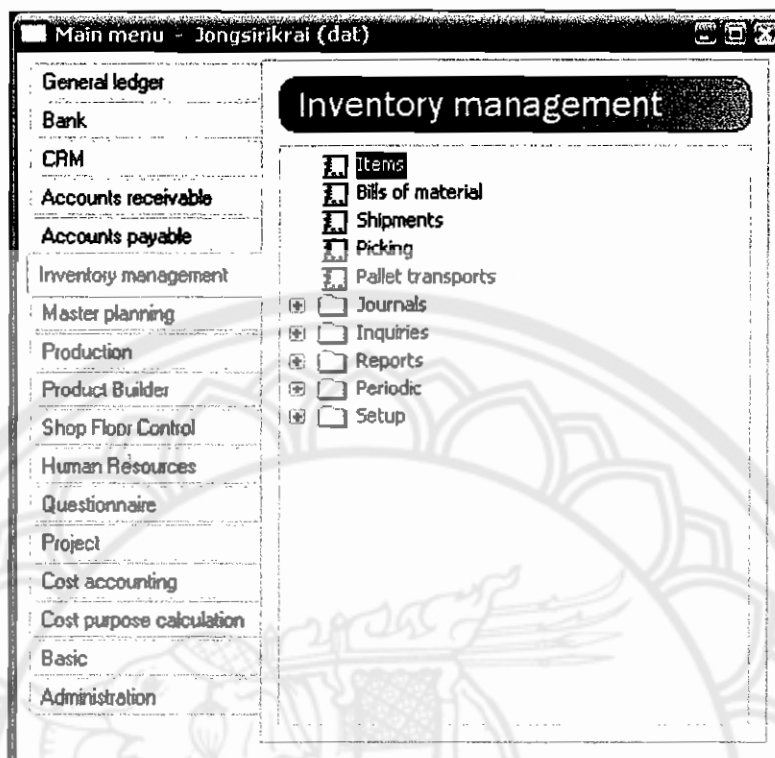 Main menu - Jongsirikrai (dat)
General ledger
Bank
CRM
Accounts receivable
Accounts payable
Inventory management
Master planning
Production
Product Builder
Shop Floor Control
Human Resources
Questionnaire
Project
Cost accounting
Cost purpose calculation
Basic
Administration
Inventory management
Items
Bills of material
Shipments
Picking
Pallet transports
Journals
Inquiries
Reports
Periodic
Setup